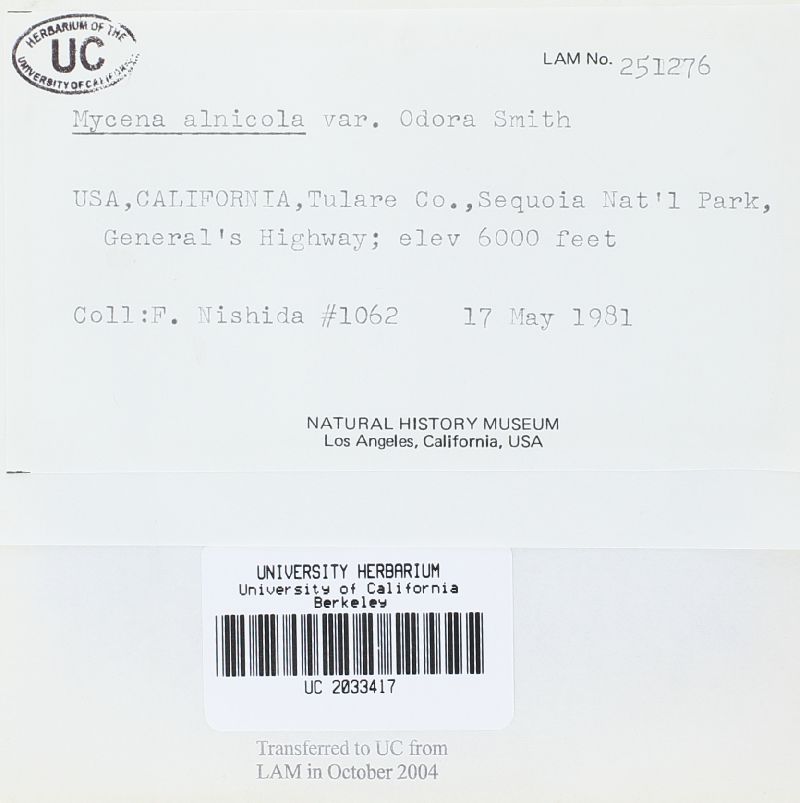 HERBARIUM OF THE
UC
UNIVERSITY OF CALIFORNIA
LAM No. 251276
Mycena alnicola var. Odora Smith
USA,CALIFORNIA,Tulare Co.,Sequoia Nat'l Park,
General's Highway; elev 6000 feet
Coll:F. Nishida #1062 17 May 1981
NATURAL HISTORY MUSEUM
Los Angeles, California, USA
UNIVERSITY HERBARIUM
University of California
Berkeley
UC 2033417
Transferred to UC from
LAM in October 2004